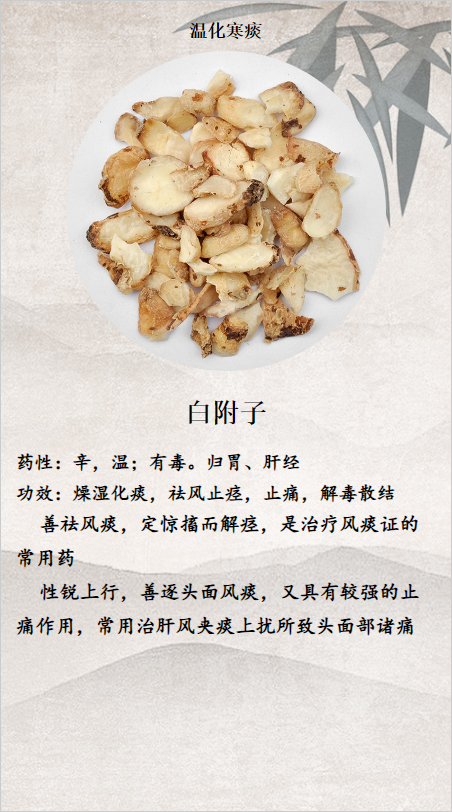 温化寒痰
白附子
药性：辛，温；有毒。归胃、肝经
功效：燥湿化痰，祛风止痉，止痛，解毒散结
善祛风痰，定惊搐而解痉，是治疗风痰证的
常用药
性锐上行，善逐头面风痰，又具有较强的止
痛作用，常用治肝风夹痰上扰所致头面部诸痛